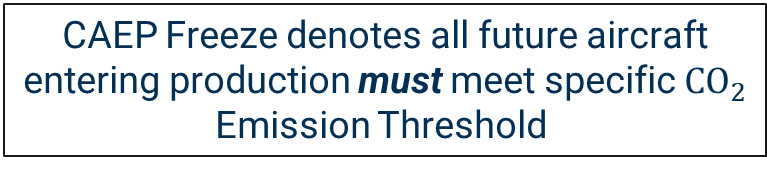 CAEP Freeze denotes all future aircraft
entering production must meet specific CO₂
Emission Threshold